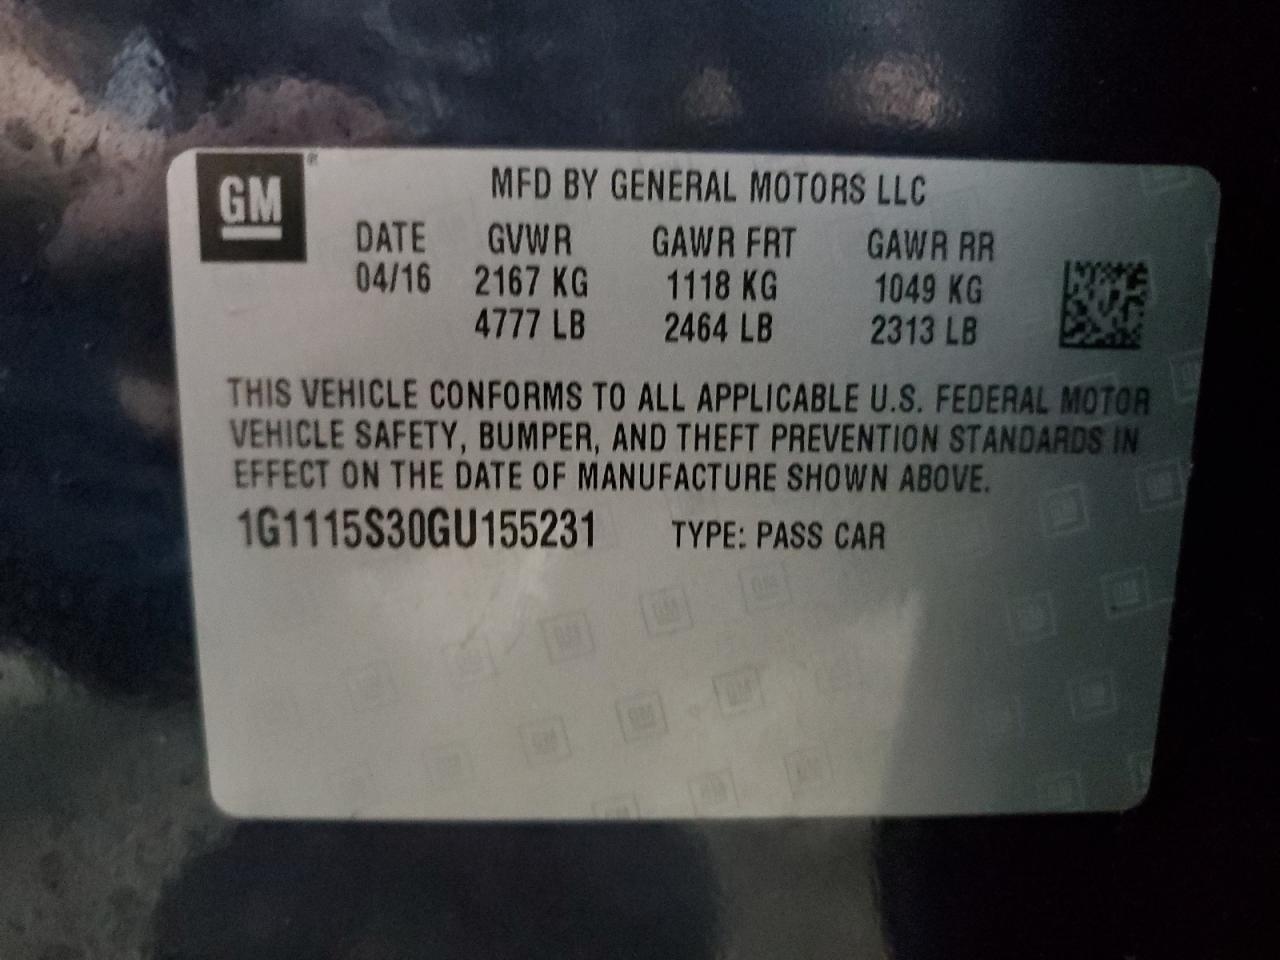 GM®
MFD BY GENERAL MOTORS LLC
DATE GVWR GAWR FRT GAWR RR
04/16 2167 KG 1118 KG 1049 KG
4777 LB 2464 LB 2313 LB
THIS VEHICLE CONFORMS TO ALL APPLICABLE U.S. FEDERAL MOTOR
VEHICLE SAFETY, BUMPER, AND THEFT PREVENTION STANDARDS IN
EFFECT ON THE DATE OF MANUFACTURE SHOWN ABOVE.
1G1115S30GU155231 TYPE: PASS CAR